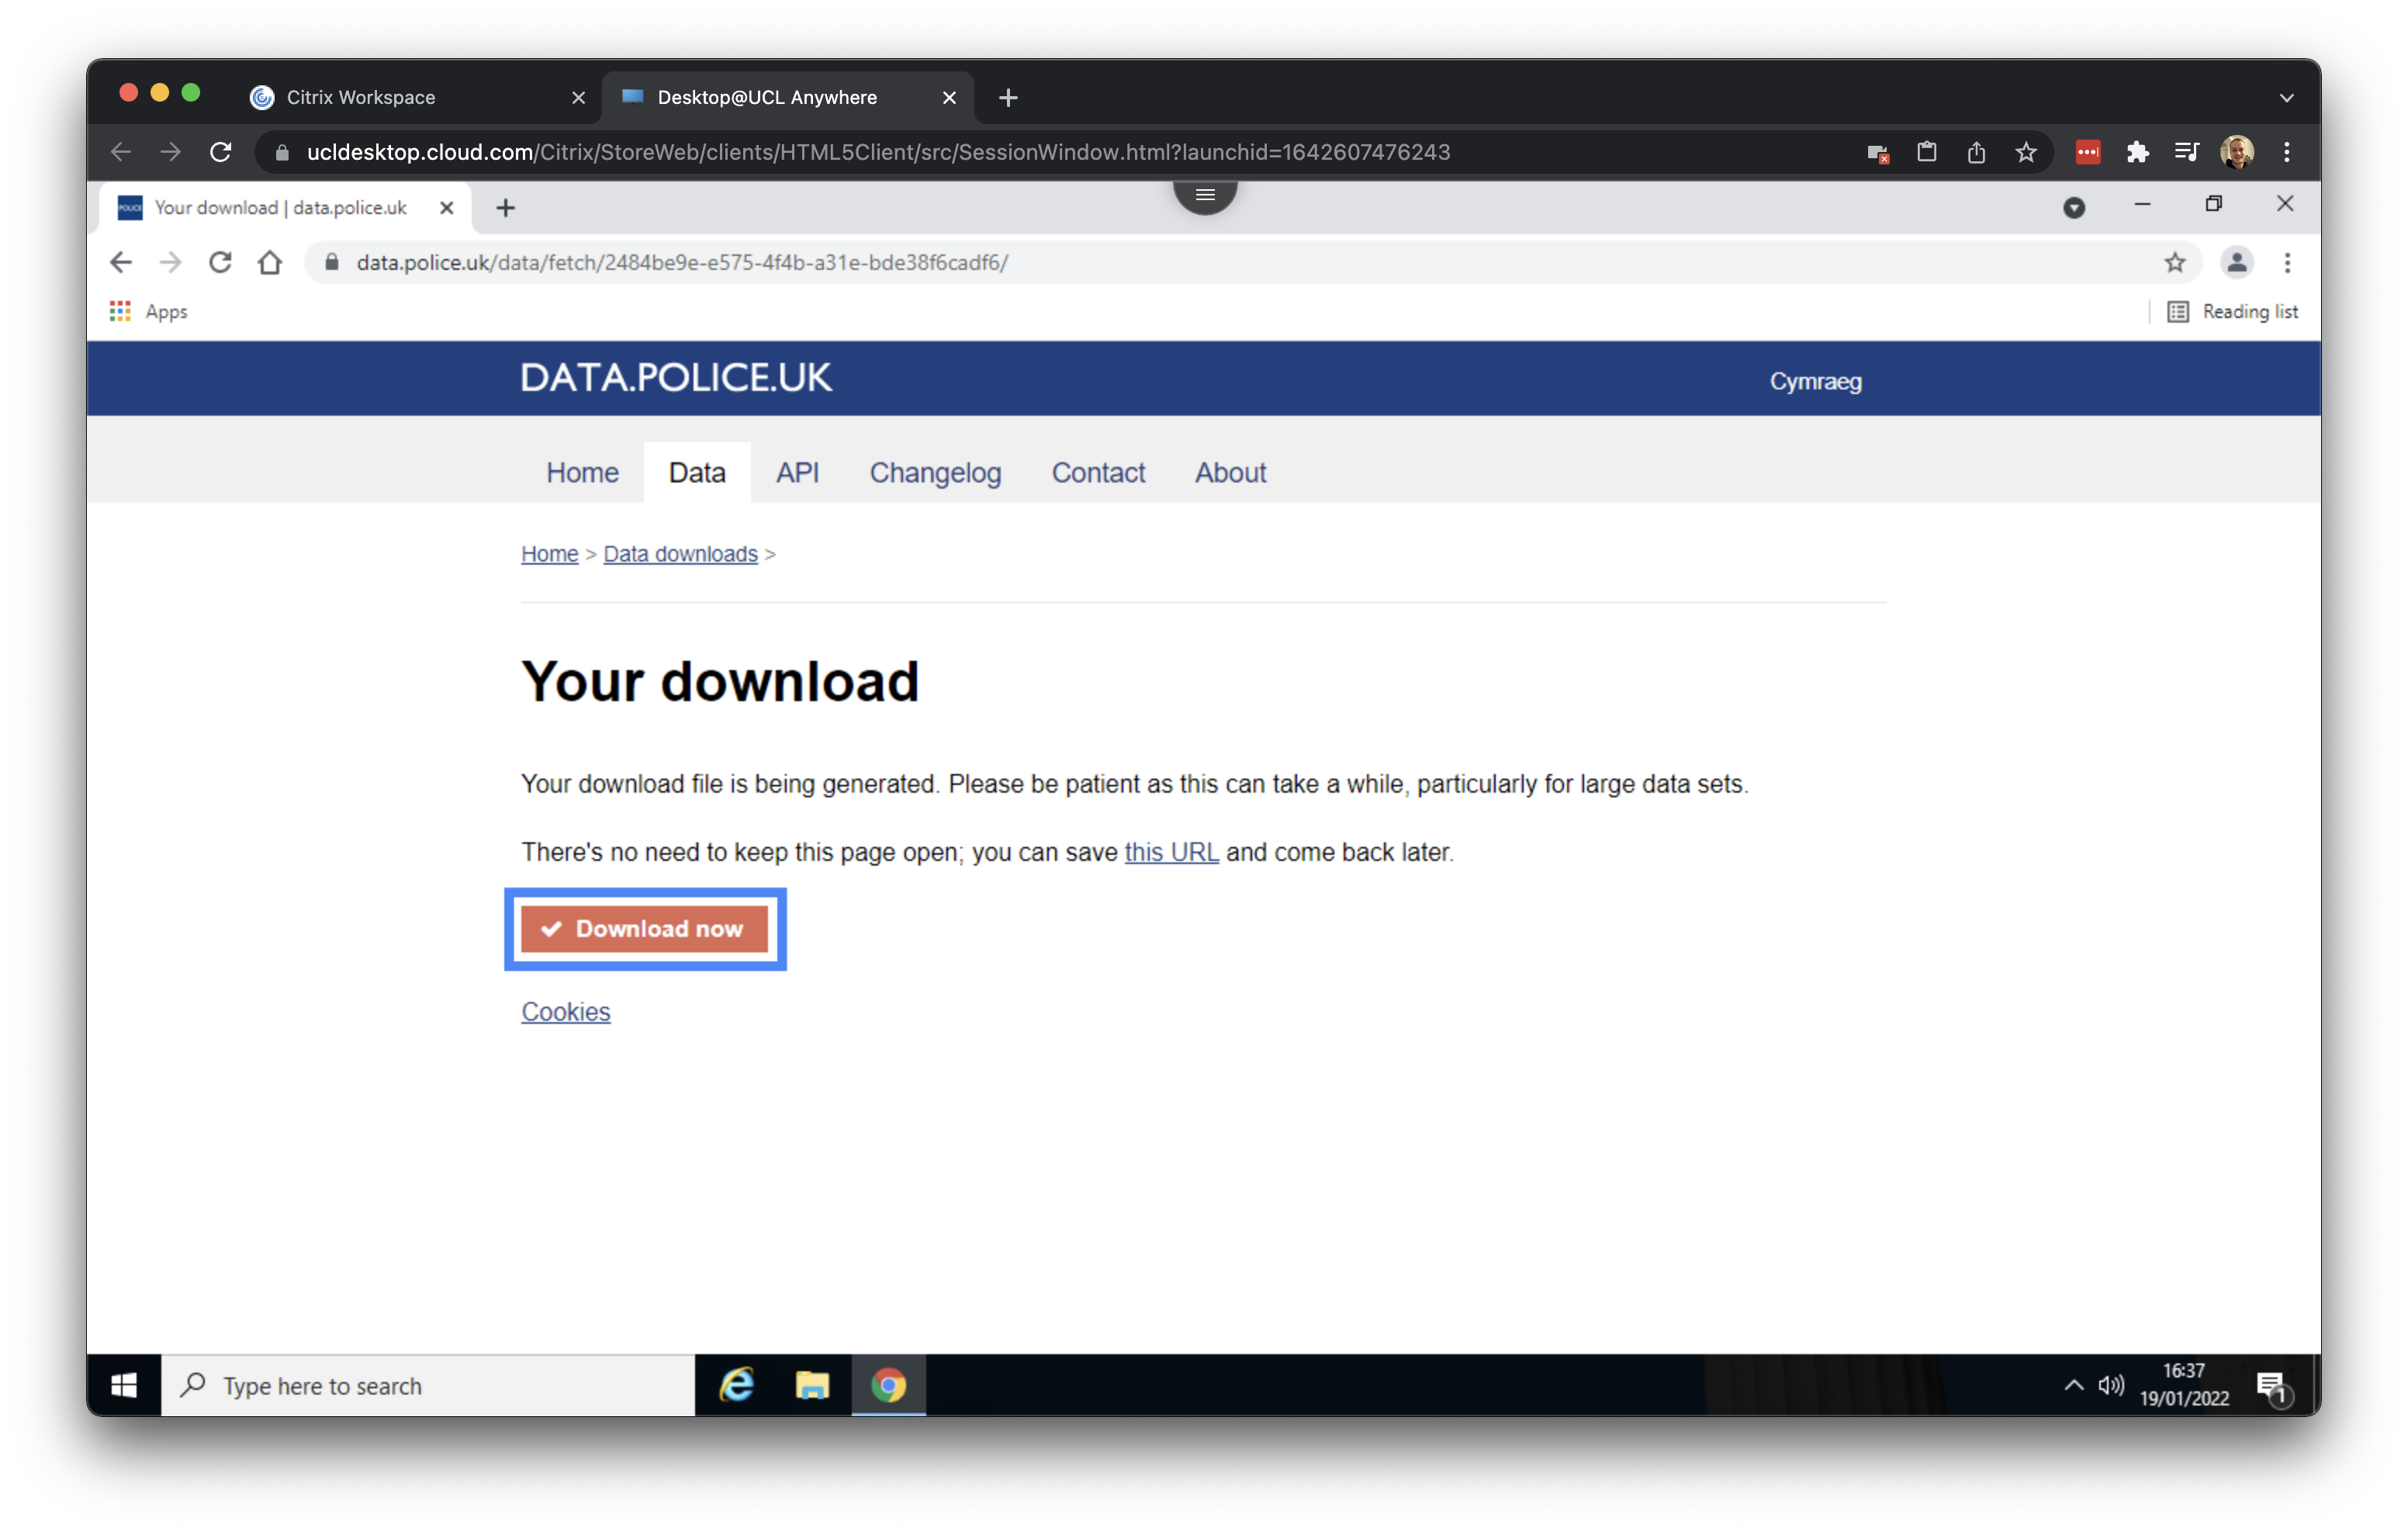 Citrix Workspace
Desktop@UCL Anywhere
ucldesktop.cloud.com/Citrix/StoreWeb/clients/HTML5Client/src/SessionWindow.html?launchid=1642607476243
POLICE Your download | data.police.uk
data.police.uk/data/fetch/2484be9e-e575-4f4b-a31e-bde38f6cadf6/
Apps
Reading list
DATA.POLICE.UK
Cymraeg
Home Data API Changelog Contact About
Home > Data downloads >
Your download
Your download file is being generated. Please be patient as this can take a while, particularly for large data sets.
There's no need to keep this page open; you can save this URL and come back later.
Download now
Cookies
Type here to search
16:37
19/01/2022
1